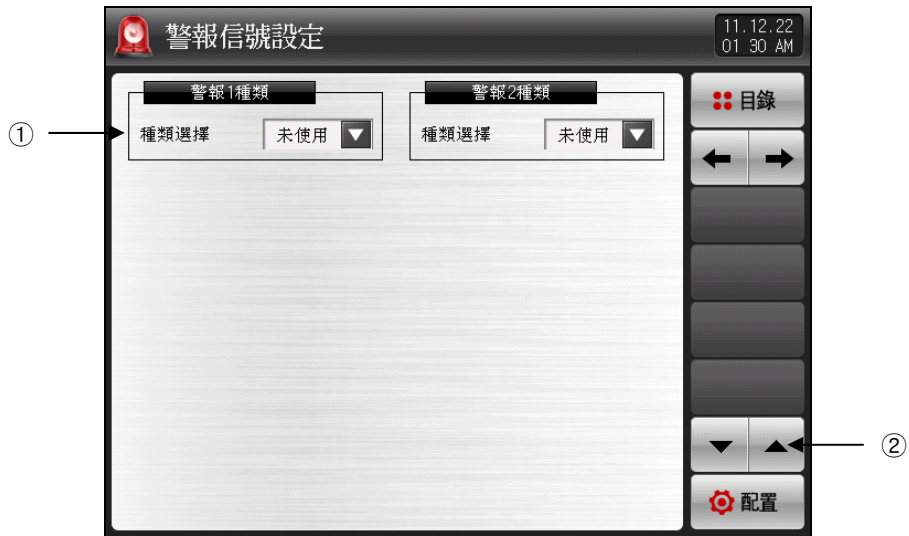 警報信號設定
11.12.22
01 30 AM
警報1種類
警報2種類
目錄
①
種類選擇 未使用
種類選擇 未使用
②
配置